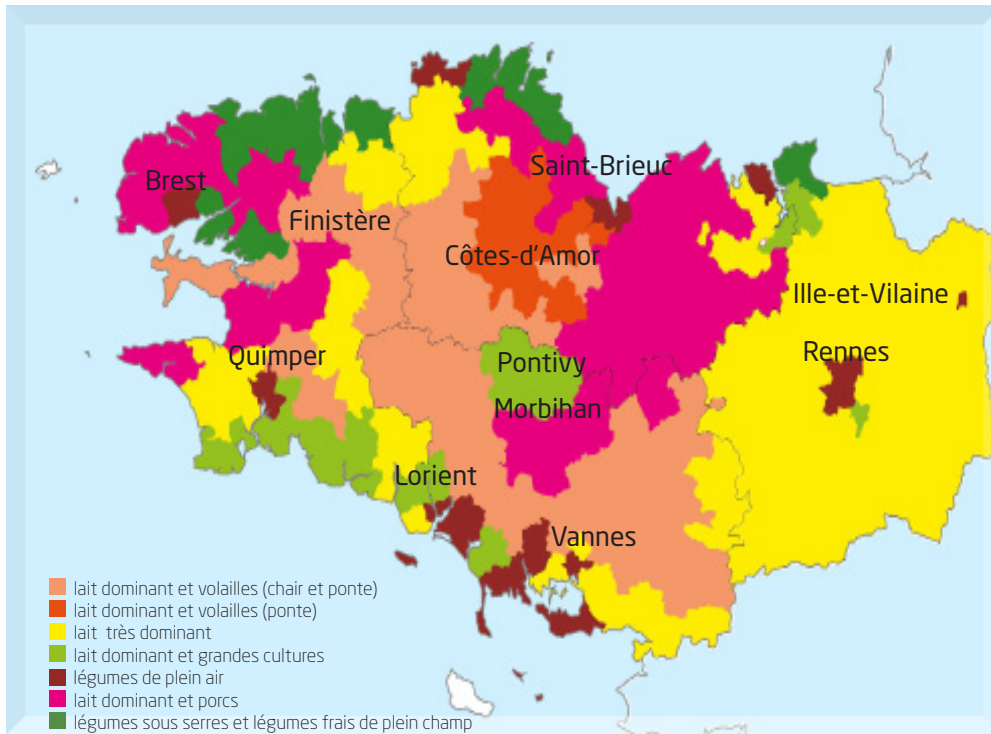 Saint-Brieuc
Brest
Finistère
Côtes-d'Amor
Ille-et-Vilaine
Rennes
Quimper
Pontivy
Morbihan
Lorient
Vannes
lait dominant et volailles (chair et ponte)
lait dominant et volailles (ponte)
lait très dominant
lait dominant et grandes cultures
légumes de plein air
lait dominant et porcs
légumes sous serres et légumes frais de plein champ